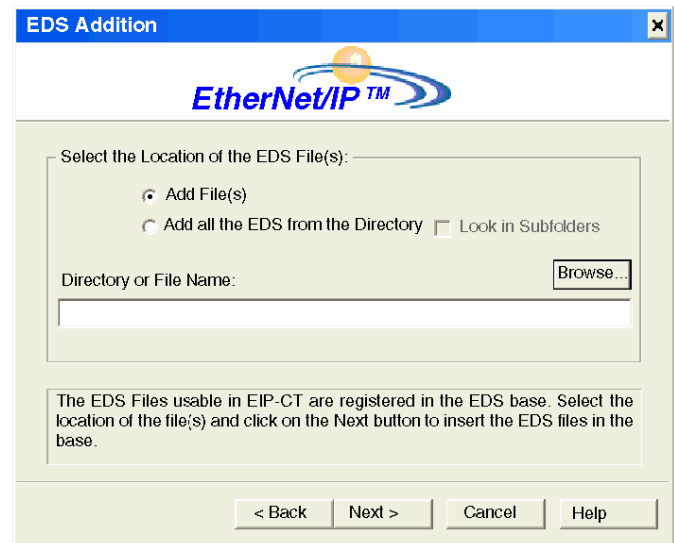 EDS Addition
EtherNet/IP TM
Select the Location of the EDS File(s):
Add File(s)
Add all the EDS from the Directory Look in Subfolders
Directory or File Name: Browse...
The EDS Files usable in EIP-CT are registered in the EDS base. Select the
location of the file(s) and click on the Next button to insert the EDS files in the
base.
< Back Next > Cancel Help